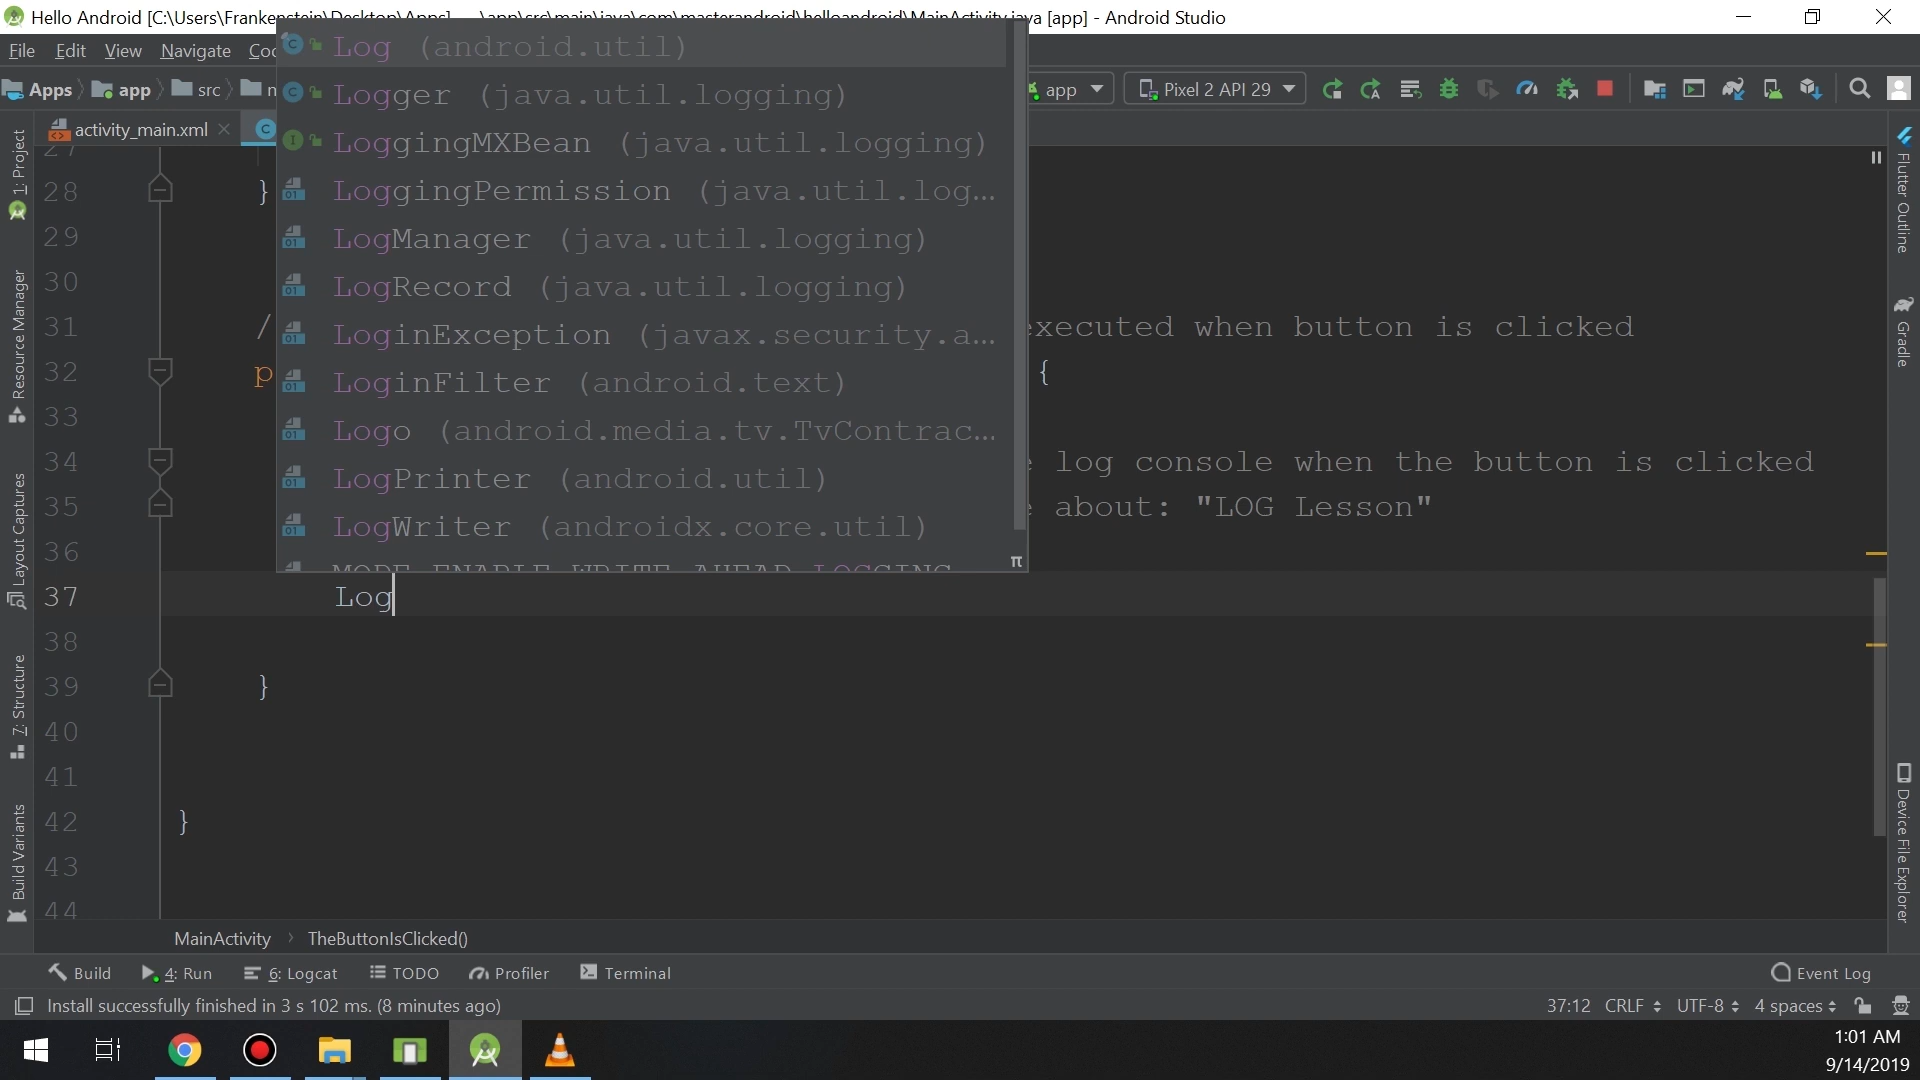 Hello Android [C:\Users\Frankenstein\Desktop\Apps] - ...\app\src\main\java\com\masterandroid\helloandroid\MainActivity.java [app] - Android Studio
File Edit View Navigate
Apps app src
app Pixel 2 API 29
activity_main.xml
Log (android.util)
Logger (java.util.logging)
LoggingMXBean (java.util.logging)
LoggingPermission (java.util.log...
LogManager (java.util.logging)
LogRecord (java.util.logging)
LoginException (javax.security.a...
LoginFilter (android.text)
Logo (android.media.tv.TvContrac...
LogPrinter (android.util)
LogWriter (androidx.core.util)
MODE_ENABLE_WRITE_AHEAD_LOGGING
π
27
28 }
29
30
31 / executed when button is clicked
32 p {
33
34 log console when the button is clicked
35 about: "LOG Lesson"
36
37 Log
38
39 }
40
41
42 }
43
44
1: Project
Resource Manager
Layout Captures
7: Structure
Build Variants
Flutter Outline
Gradle
Device File Explorer
MainActivity TheButtonIsClicked()
Build 4: Run 6: Logcat TODO Profiler Terminal Event Log
Install successfully finished in 3 s 102 ms. (8 minutes ago) 37:12 CRLF UTF-8 4 spaces
1:01 AM
9/14/2019